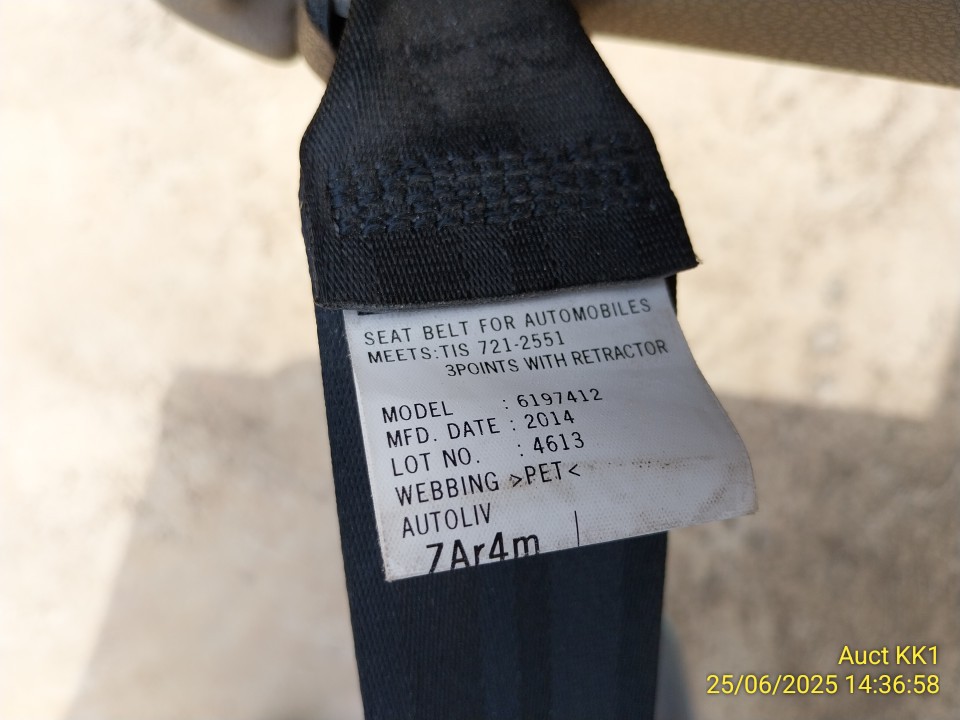 SEAT BELT FOR AUTOMOBILES
MEETS:TIS 721-2551
3POINTS WITH RETRACTOR
MODEL : 6197412
MFD. DATE : 2014
LOT NO. : 4613
WEBBING >PET<
AUTOLIV
7Ar4m
Auct KK1
25/06/2025 14:36:58